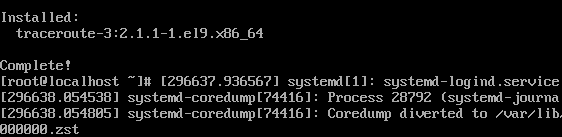 Installed:
traceroute-3:2.1.1-1.el9.x86_64
Complete!
[root@localhost ~]# [296637.936567] systemd[1]: systemd-logind.service
[296638.054538] systemd-coredump[74416]: Process 28792 (systemd-journa
[296638.054805] systemd-coredump[74416]: Coredump diverted to /var/lib/
000000.zst